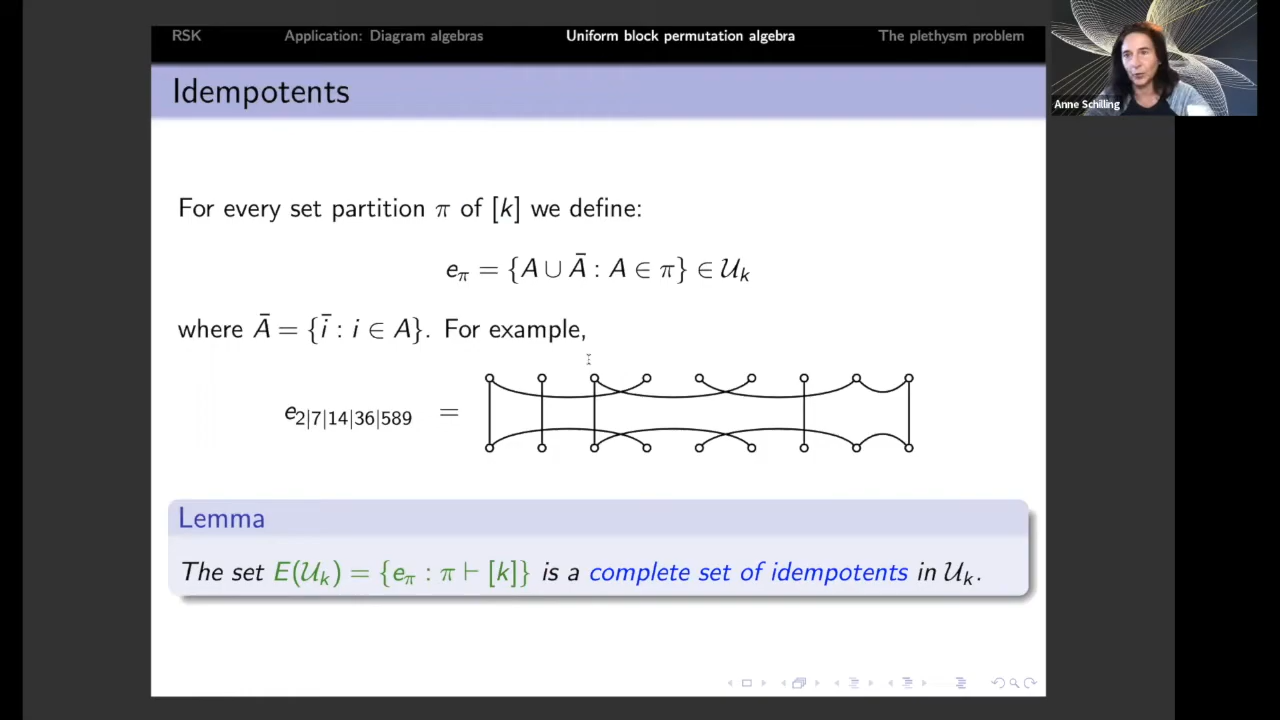 RSK Application: Diagram algebras Uniform block permutation algebra The plethysm problem
Anne Schilling
Idempotents
For every set partition π of [k] we define:
e_π = {A ∪ Ā : A ∈ π} ∈ 𝒰_k
where Ā = {ī : i ∈ A}. For example,
e_{2|7|14|36|589} =
Lemma
The set E(𝒰_k) = {e_π : π ⊢ [k]} is a complete set of idempotents in 𝒰_k.